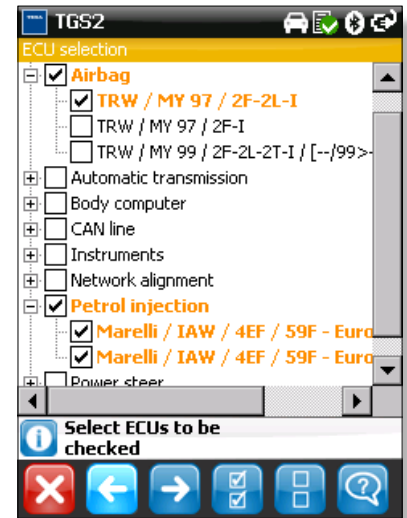 TEXA TGS2
ECU selection
Airbag
TRW / MY 97 / 2F-2L-I
TRW / MY 97 / 2F-I
TRW / MY 99 / 2F-2L-2T-I / [--/99>-
Automatic transmission
Body computer
CAN line
Instruments
Network alignment
Petrol injection
Marelli / IAW / 4EF / 59F - Euro
Marelli / IAW / 4EF / 59F - Euro
Power steer
Select ECUs to be
checked